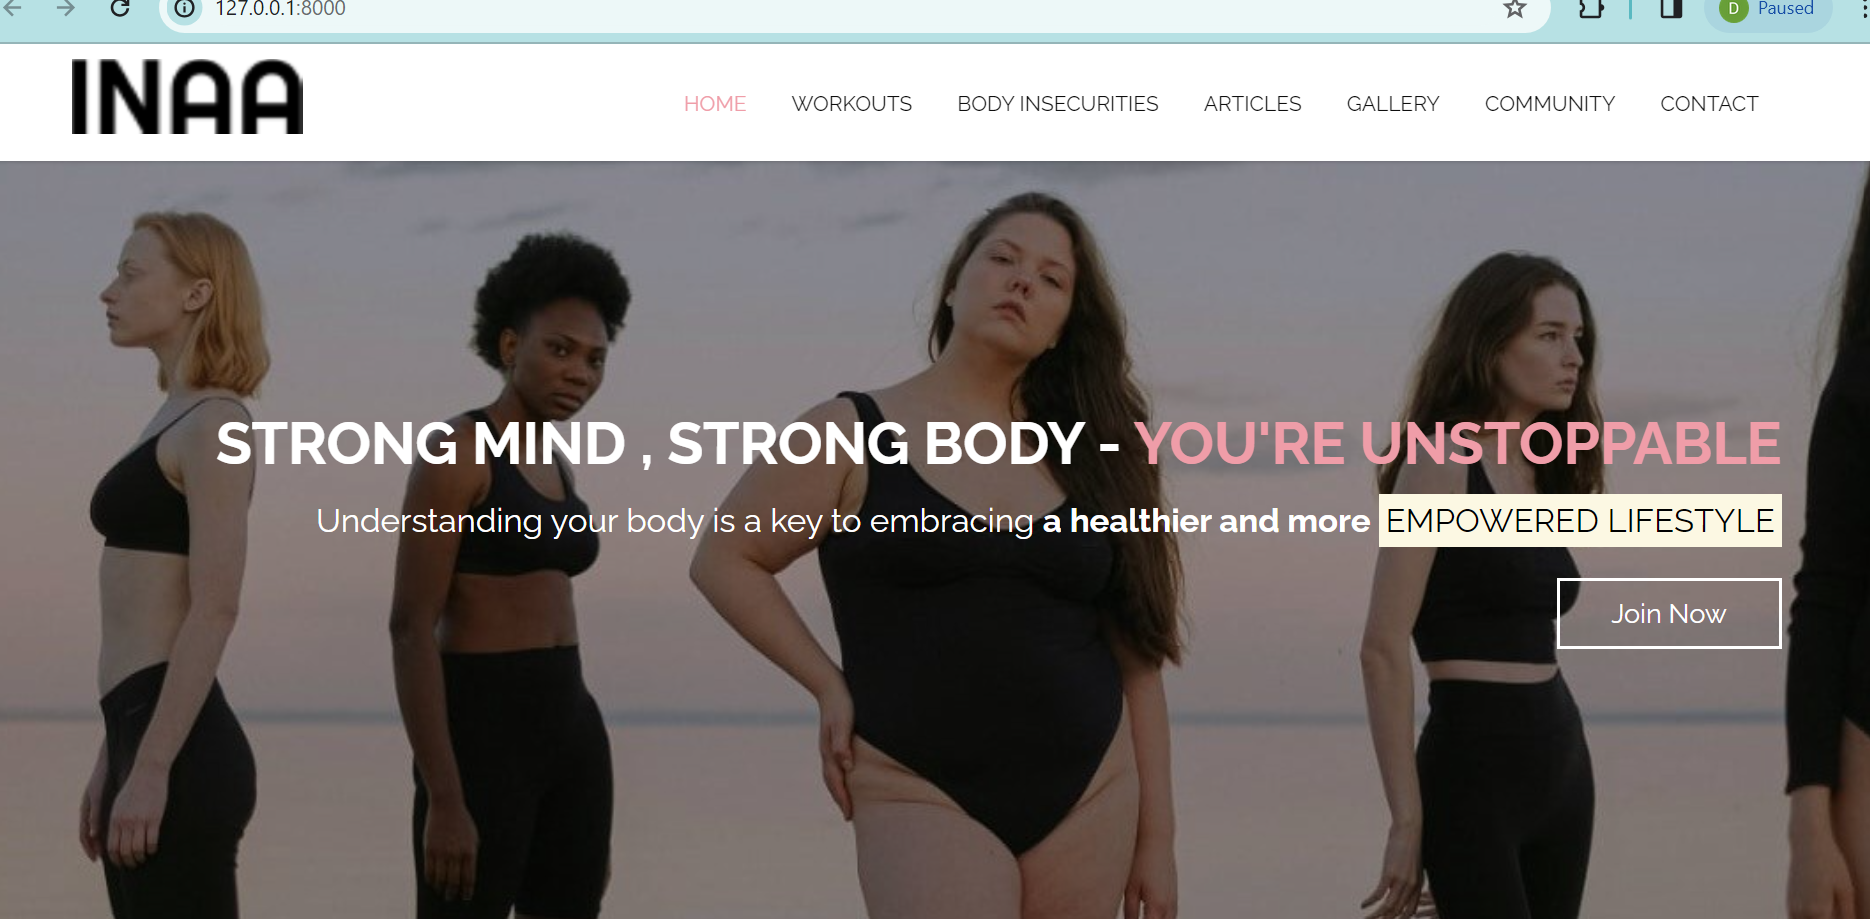 127.0.0.1:8000
D Paused
INAA
HOME WORKOUTS BODY INSECURITIES ARTICLES GALLERY COMMUNITY CONTACT
STRONG MIND , STRONG BODY - YOU'RE UNSTOPPABLE
Understanding your body is a key to embracing a healthier and more EMPOWERED LIFESTYLE
Join Now